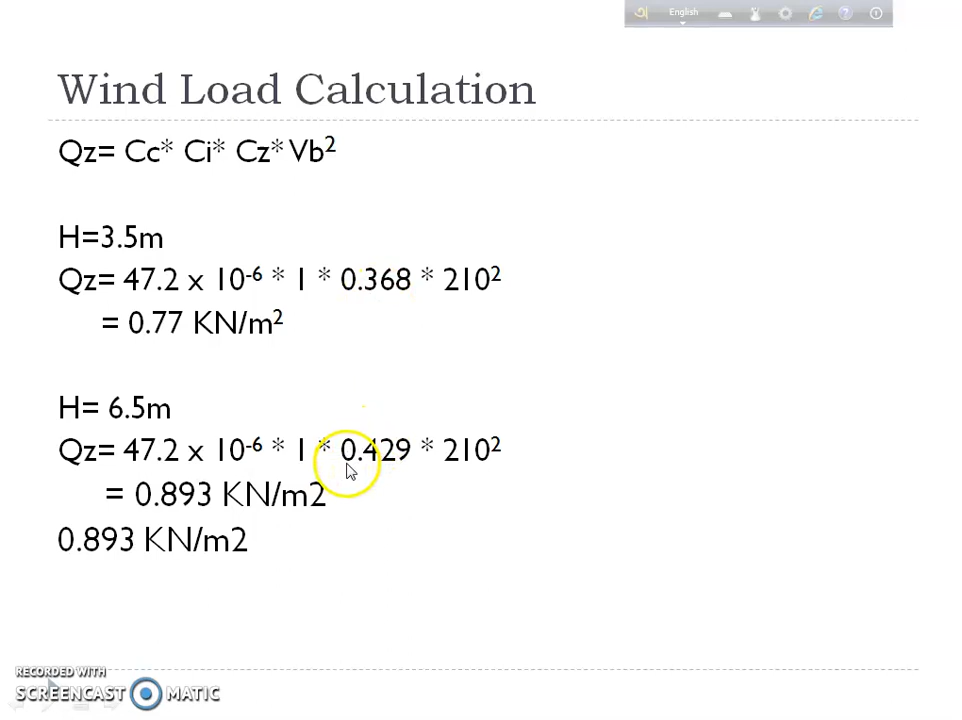 English
Wind Load Calculation
Qz= Cc* Ci* Cz* Vb²
H=3.5m
Qz= 47.2 x 10⁻⁶ * 1 * 0.368 * 210²
= 0.77 KN/m²
H= 6.5m
Qz= 47.2 x 10⁻⁶ * 1 * 0.429 * 210²
= 0.893 KN/m2
0.893 KN/m2
RECORDED WITH
SCREENCAST MATIC